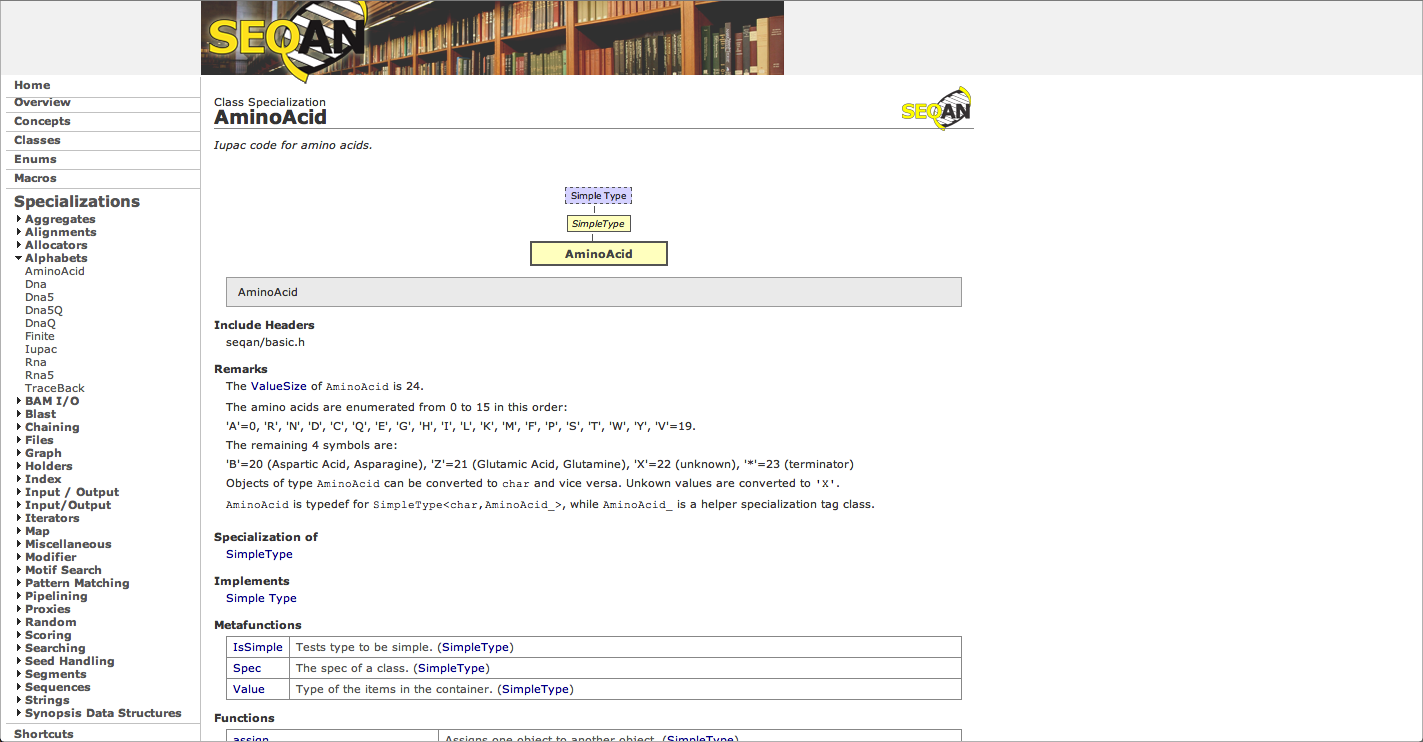 SEQAN
Home
Overview
Concepts
Classes
Enums
Macros
Specializations
Aggregates
Alignments
Allocators
Alphabets
AminoAcid
Dna
Dna5
Dna5Q
DnaQ
Finite
Iupac
Rna
Rna5
TraceBack
BAM I/O
Blast
Chaining
Files
Graph
Holders
Index
Input / Output
Input/Output
Iterators
Map
Miscellaneous
Modifier
Motif Search
Pattern Matching
Pipelining
Proxies
Random
Scoring
Searching
Seed Handling
Segments
Sequences
Strings
Synopsis Data Structures
Shortcuts
Class Specialization
AminoAcid
SEQAN
Iupac code for amino acids.
Simple Type
SimpleType
AminoAcid
AminoAcid
Include Headers
seqan/basic.h
Remarks
The ValueSize of AminoAcid is 24.
The amino acids are enumerated from 0 to 15 in this order:
'A'=0, 'R', 'N', 'D', 'C', 'Q', 'E', 'G', 'H', 'I', 'L', 'K', 'M', 'F', 'P', 'S', 'T', 'W', 'Y', 'V'=19.
The remaining 4 symbols are:
'B'=20 (Aspartic Acid, Asparagine), 'Z'=21 (Glutamic Acid, Glutamine), 'X'=22 (unknown), '*'=23 (terminator)
Objects of type AminoAcid can be converted to char and vice versa. Unkown values are converted to 'X'.
AminoAcid is typedef for SimpleType<char,AminoAcid_>, while AminoAcid_ is a helper specialization tag class.
Specialization of
SimpleType
Implements
Simple Type
Metafunctions
IsSimple Tests type to be simple. (SimpleType)
Spec The spec of a class. (SimpleType)
Value Type of the items in the container. (SimpleType)
Functions
assign Assigns one object to another object. (SimpleType)